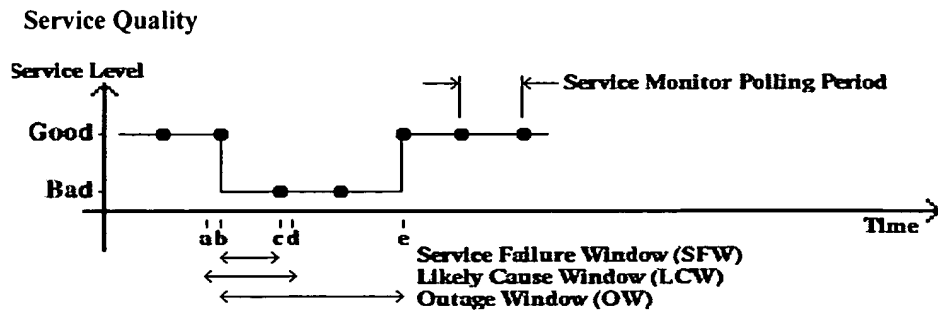 Service Quality
Service Level
Service Monitor Polling Period
Good
Bad
Time
a b c d e
Service Failure Window (SFW)
Likely Cause Window (LCW)
Outage Window (OW)